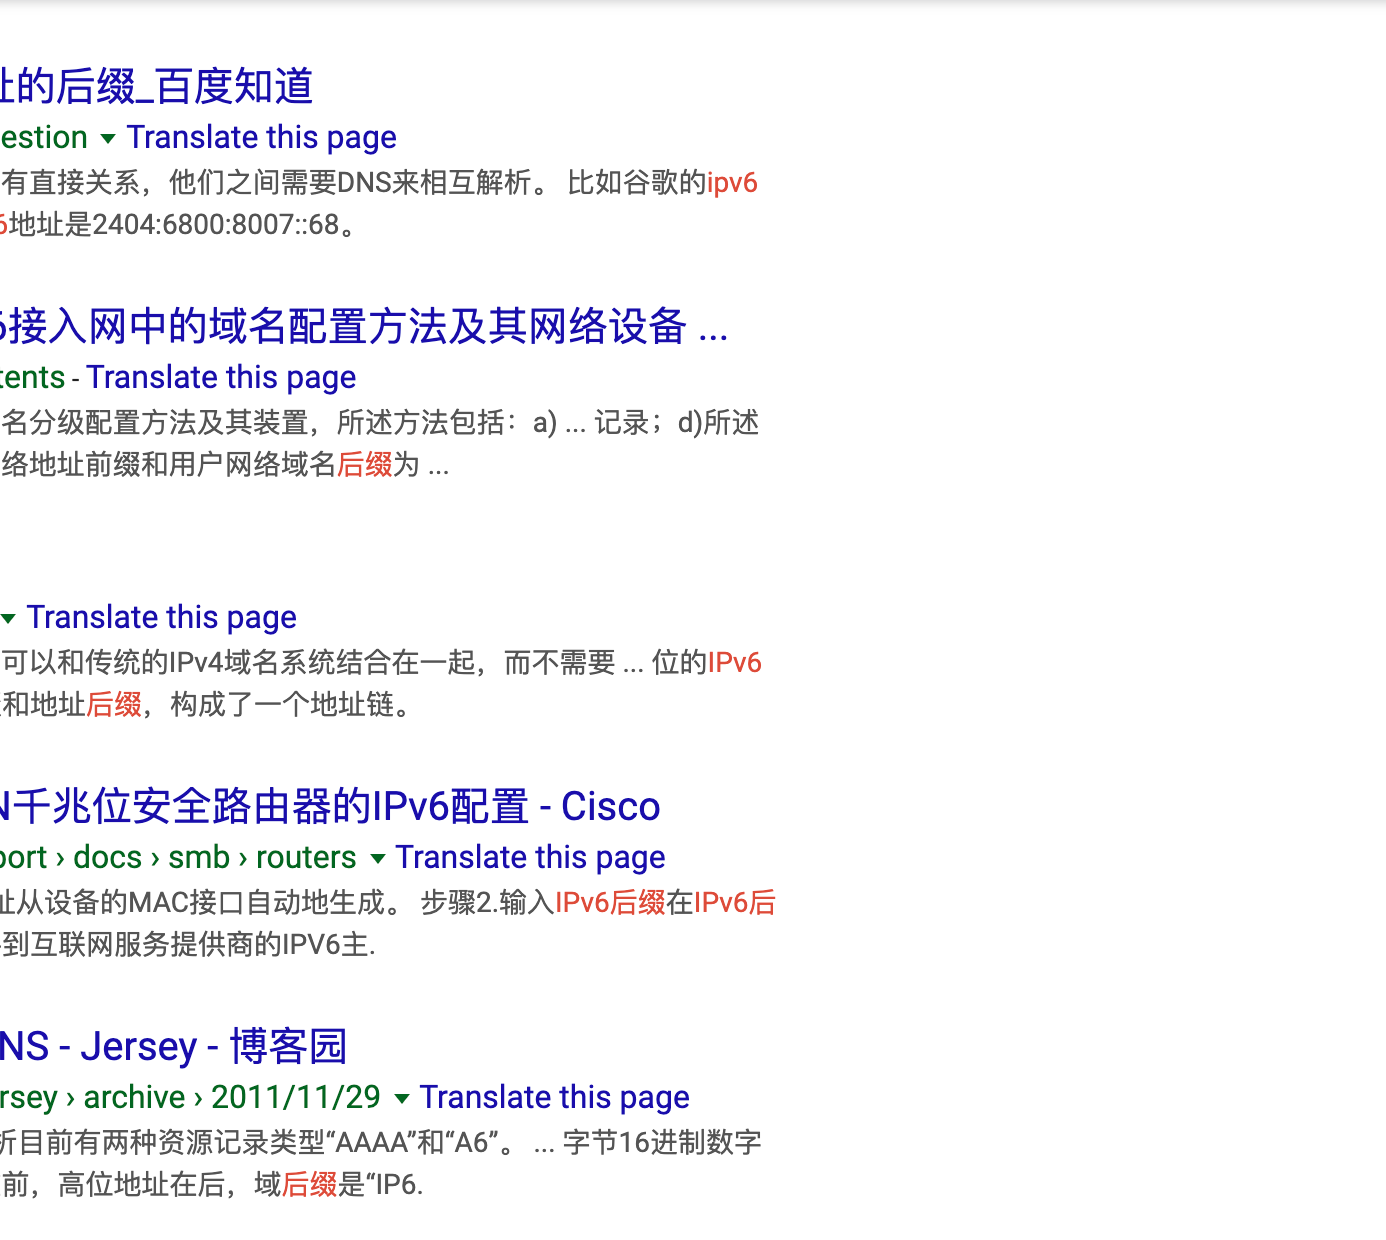 的后缀_百度知道
estion ▼ Translate this page
有直接关系，他们之间需要DNS来相互解析。 比如谷歌的ipv6
6地址是2404:6800:8007::68。
6接入网中的域名配置方法及其网络设备 ...
tents - Translate this page
名分级配置方法及其装置，所述方法包括：a) ... 记录；d)所述
络地址前缀和用户网络域名后缀为 ...
▼ Translate this page
可以和传统的IPv4域名系统结合在一起，而不需要 ... 位的IPv6
和地址后缀，构成了一个地址链。
N千兆位安全路由器的IPv6配置 - Cisco
port › docs › smb › routers ▼ Translate this page
址从设备的MAC接口自动地生成。 步骤2.输入IPv6后缀在IPv6后
到互联网服务提供商的IPV6主.
NS - Jersey - 博客园
rsey › archive › 2011/11/29 ▼ Translate this page
析目前有两种资源记录类型“AAAA”和“A6”。 ... 字节16进制数字
前，高位地址在后，域后缀是“IP6.